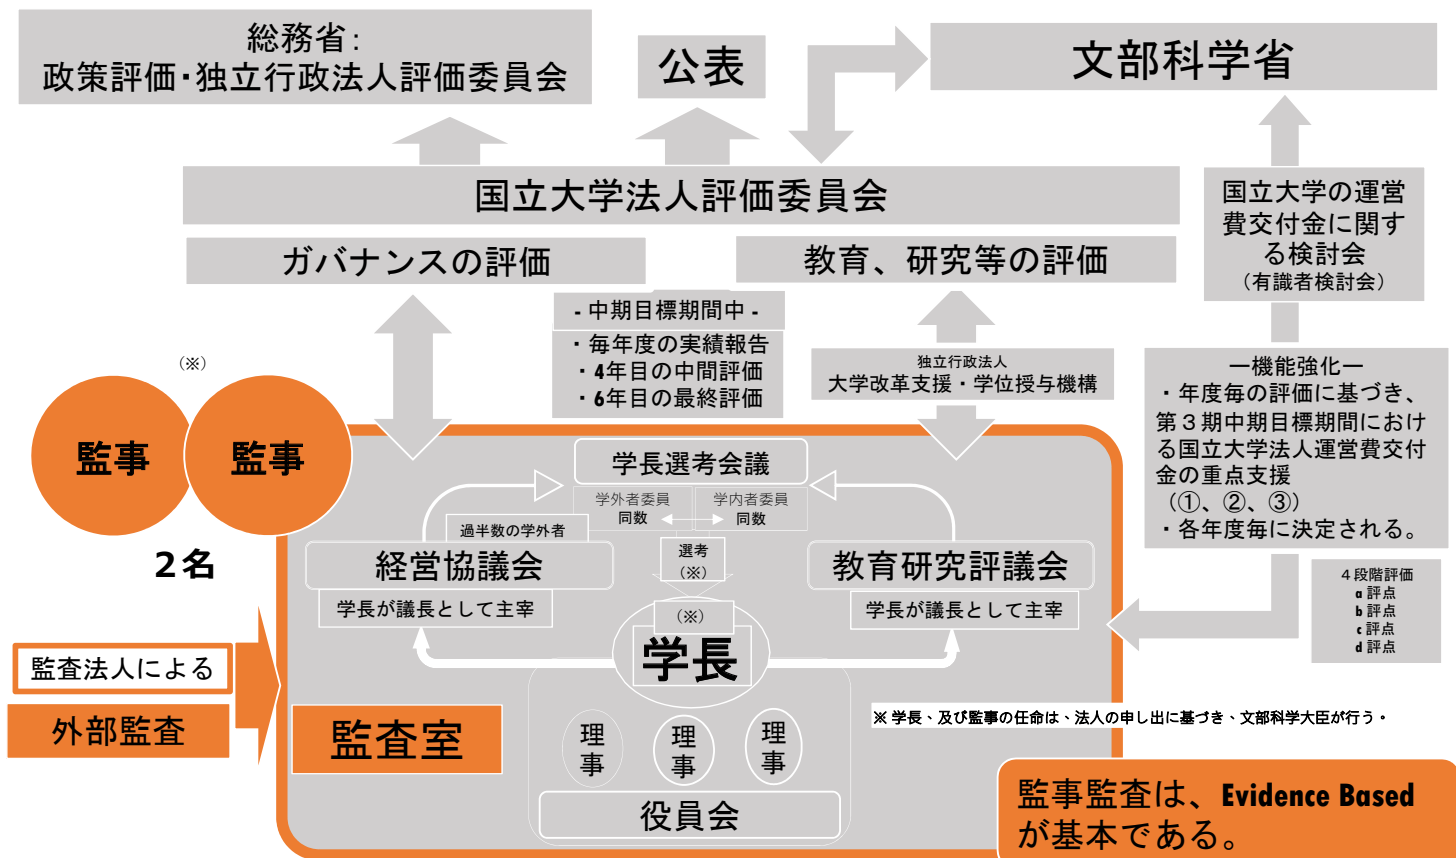 総務省：
政策評価・独立行政法人評価委員会
公表
文部科学省
国立大学法人評価委員会
ガバナンスの評価
教育、研究等の評価
国立大学の運営
費交付金に関す
る検討会
（有識者検討会）
- 中期目標期間中 -
・毎年度の実績報告
・4年目の中間評価
・6年目の最終評価
独立行政法人
大学改革支援・学位授与機構
―機能強化―
・年度毎の評価に基づき、
第３期中期目標期間におけ
る国立大学法人運営費交付
金の重点支援
（①、②、③）
・各年度毎に決定される。
４段階評価
a 評点
b 評点
c 評点
d 評点
（※）
監事
監事
２名
学長選考会議
学外者委員
同数
学内者委員
同数
過半数の学外者
経営協議会
学長が議長として主宰
選考
（※）
教育研究評議会
学長が議長として主宰
（※）
学長
監査法人による
外部監査
監査室
理事
理事
理事
役員会
※ 学長、及び監事の任命は、法人の申し出に基づき、文部科学大臣が行う。
監事監査は、Evidence Based
が基本である。